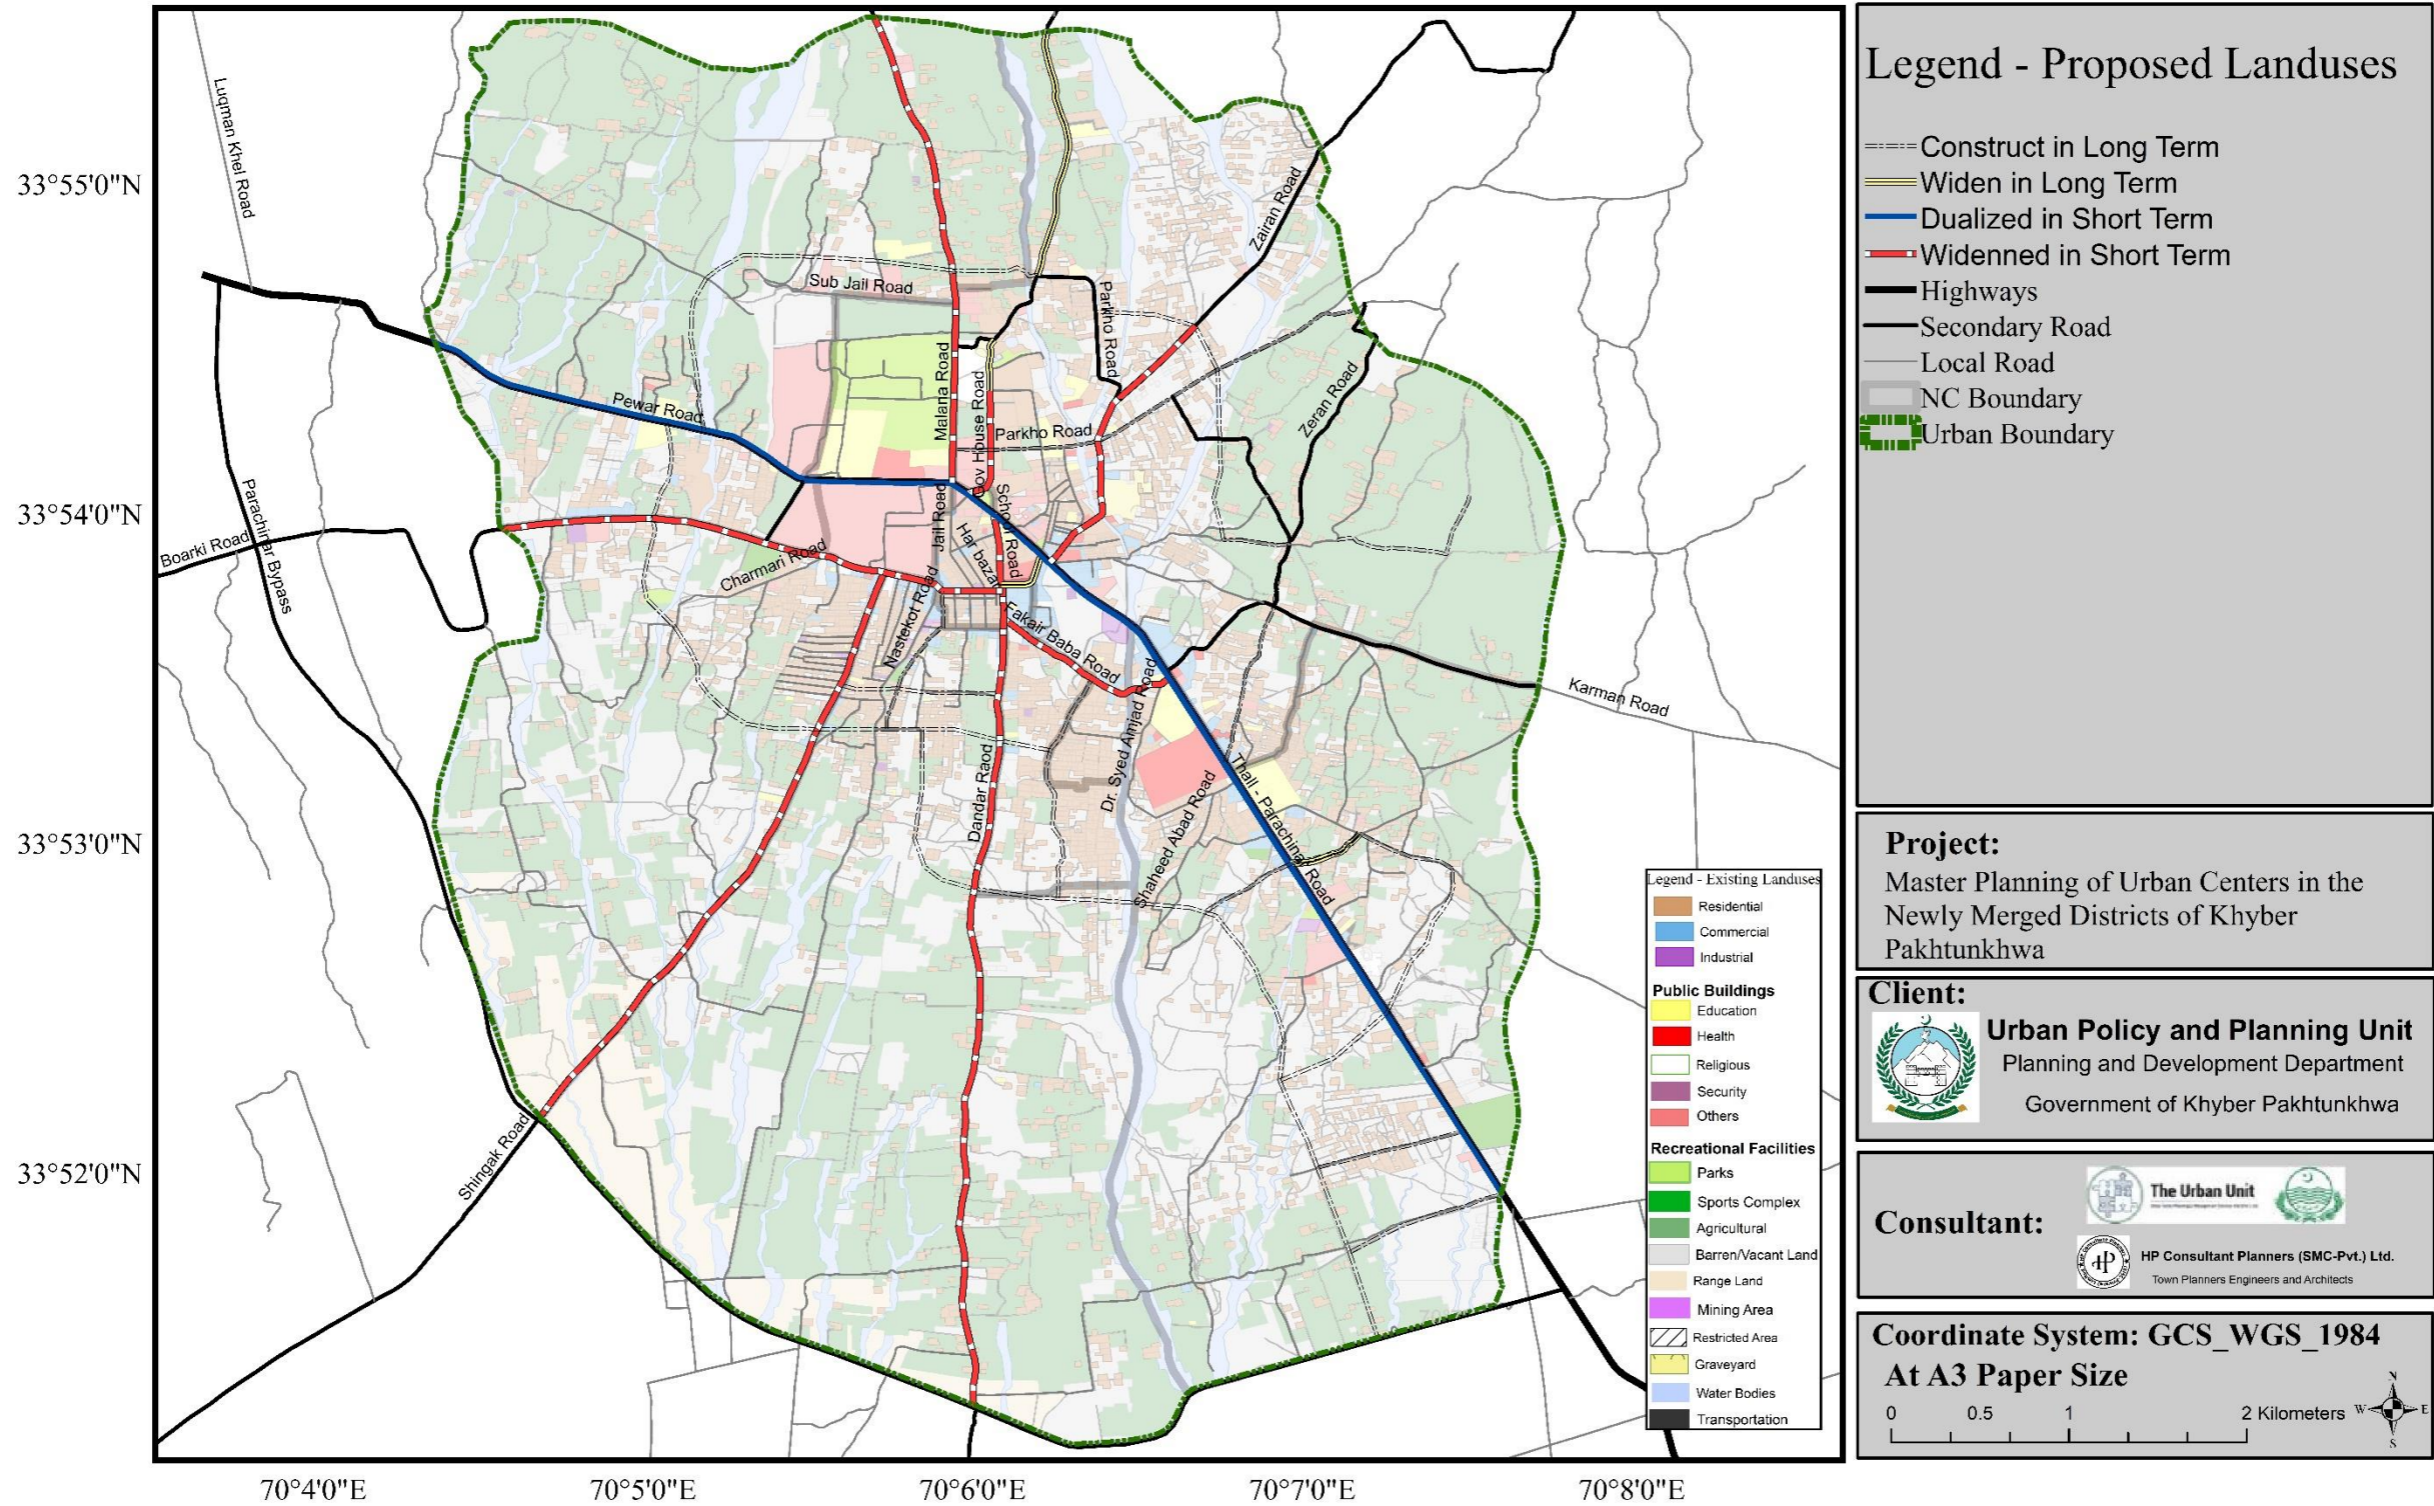 Luqman Khel Road
Sub Jail Road
Zairan Road
Parkho Road
Malana Road
Gov House Road
Parkho Road
Zeran Road
Pewar Road
Parachinar Bypass
Boarki Road
Charmari Road
Jail Road
Har bazar
School Road
Nastekot Road
Fakair Baba Road
Karman Road
Dr. Syed Amjad Road
Dandar Raod
Thall - Parachinar Road
Shaheed Abad Road
Shingak Road
33°55'0"N
33°54'0"N
33°53'0"N
33°52'0"N
70°4'0"E
70°5'0"E
70°6'0"E
70°7'0"E
70°8'0"E
Legend - Existing Landuses
Residential
Commercial
Industrial
Public Buildings
Education
Health
Religious
Security
Others
Recreational Facilities
Parks
Sports Complex
Agricultural
Barren/Vacant Land
Range Land
Mining Area
Restricted Area
Graveyard
Water Bodies
Transportation
Legend - Proposed Landuses
Construct in Long Term
Widen in Long Term
Dualized in Short Term
Widenned in Short Term
Highways
Secondary Road
Local Road
NC Boundary
Urban Boundary
Project:
Master Planning of Urban Centers in the
Newly Merged Districts of Khyber
Pakhtunkhwa
Client:
Urban Policy and Planning Unit
Planning and Development Department
Government of Khyber Pakhtunkhwa
Consultant:
The Urban Unit
HP
HP Consultant Planners (SMC-Pvt.) Ltd.
Town Planners Engineers and Architects
Coordinate System: GCS_WGS_1984
At A3 Paper Size
0 0.5 1 2 Kilometers
N
W E
S